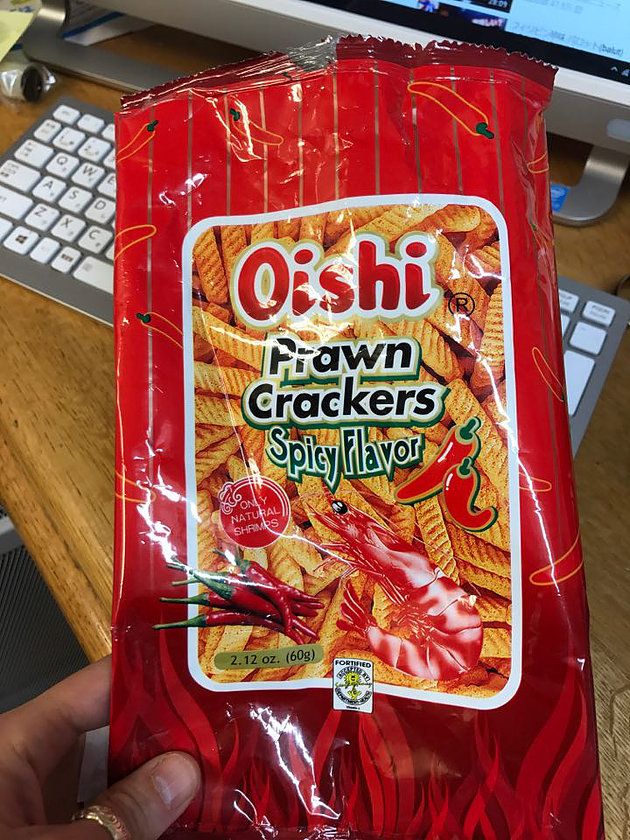 Oishi®
Prawn
Crackers
Spicy Flavor
ONLY
NATURAL
SHRIMPS
2.12 oz. (60g)
FORTIFIED
Q
W
A
S
D
Z
X
C